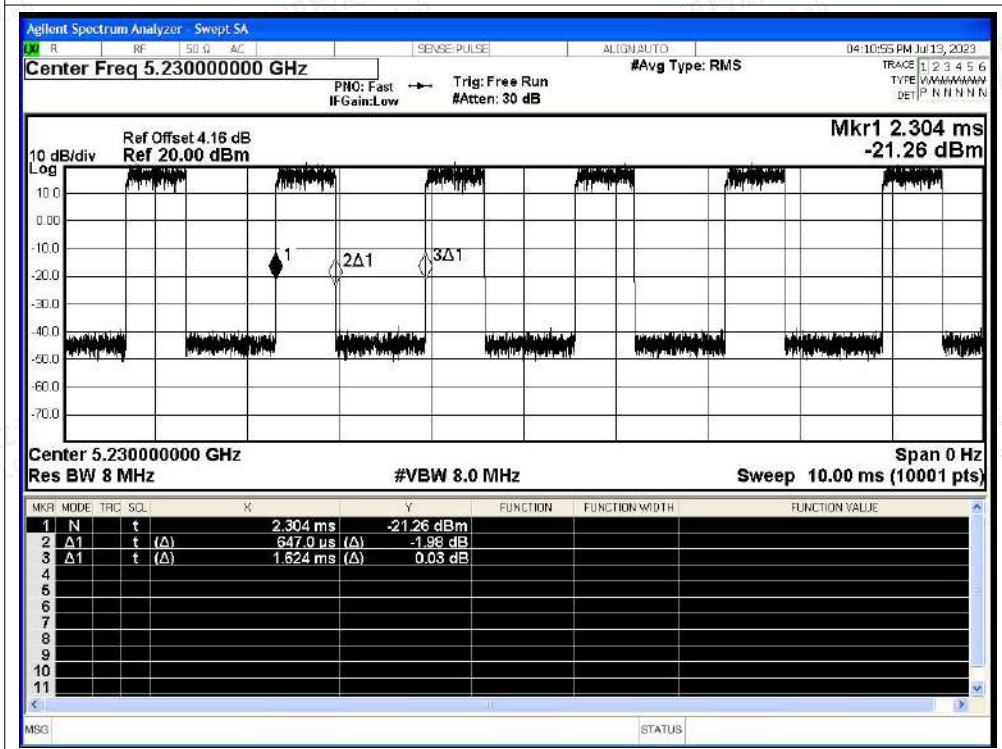 Agilent Spectrum Analyzer - Swept SA
LXI R RF 50 Ω AC SENSE:PULSE ALIGN AUTO 04:10:55 PM Jul 13, 2023
Center Freq 5.230000000 GHz #Avg Type: RMS TRACE 1 2 3 4 5 6
PNO: Fast Trig: Free Run TYPE WWWWWW
IFGain:Low #Atten: 30 dB DET P N N N N N
Mkr1 2.304 ms
-21.26 dBm
Ref Offset 4.16 dB
10 dB/div Ref 20.00 dBm
Log
10.0
0.00
-10.0
1 2Δ1 3Δ1
-20.0
-30.0
-40.0
-50.0
-60.0
-70.0
Center 5.230000000 GHz Span 0 Hz
Res BW 8 MHz #VBW 8.0 MHz Sweep 10.00 ms (10001 pts)
MKR MODE TRC SCL X Y FUNCTION FUNCTION WIDTH FUNCTION VALUE
1 N t 2.304 ms -21.26 dBm
2 Δ1 t (Δ) 647.0 µs (Δ) -1.98 dB
3 Δ1 t (Δ) 1.624 ms (Δ) 0.03 dB
4
5
6
7
8
9
10
11
MSG STATUS